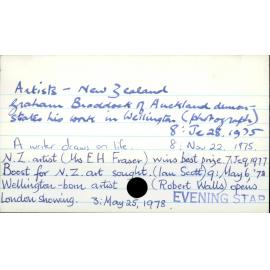 Artists - New Zealand
Graham Braddock of Auckland demon-
strates his work in Wellington (photographs)
8: Je 28, 1975
A writer draws on life. 8: Nov 22, 1975.
N.Z. artist (Mrs E H Fraser) wins best prize. 7: Je 9, 1977
Boost for N.Z. art sought. (Ian Scott) 9: May 6, '78
Wellington-born artist (Robert Walls) opens
London showing. 3: May 25, 1978. EVENING STAR